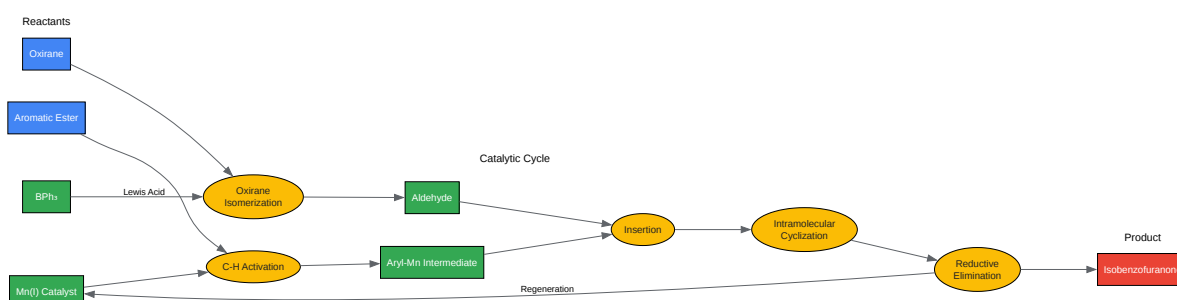 Reactants
Oxirane
Aromatic Ester
Catalytic Cycle
BPh₃
Lewis Acid
Oxirane
Isomerization
Aldehyde
Insertion
Intramolecular
Cyclization
Product
C-H Activation
Aryl-Mn Intermediate
Reductive
Elimination
Isobenzofuranone
Mn(I) Catalyst
Regeneration